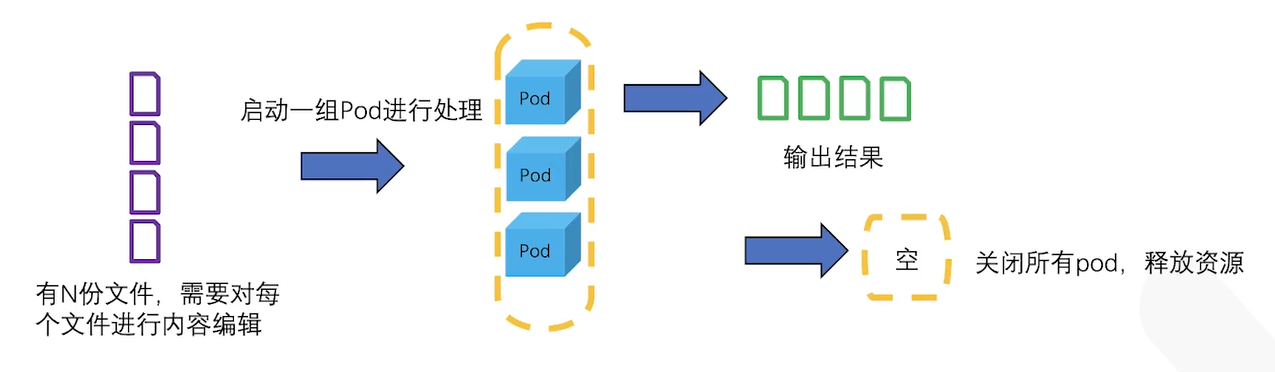 启动一组Pod进行处理
Pod
Pod
Pod
输出结果
空
关闭所有pod，释放资源
有N份文件，需要对每
个文件进行内容编辑